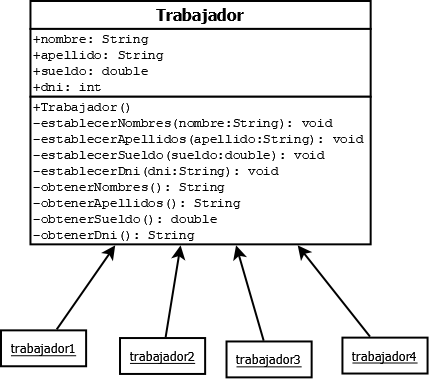 Trabajador
+nombre: String
+apellido: String
+sueldo: double
+dni: int
+Trabajador()
-establecerNombres(nombre:String): void
-establecerApellidos(apellido:String): void
-establecerSueldo(sueldo:double): void
-establecerDni(dni:String): void
-obtenerNombres(): String
-obtenerApellidos(): String
-obtenerSueldo(): double
-obtenerDni(): String
trabajador1
trabajador2
trabajador3
trabajador4